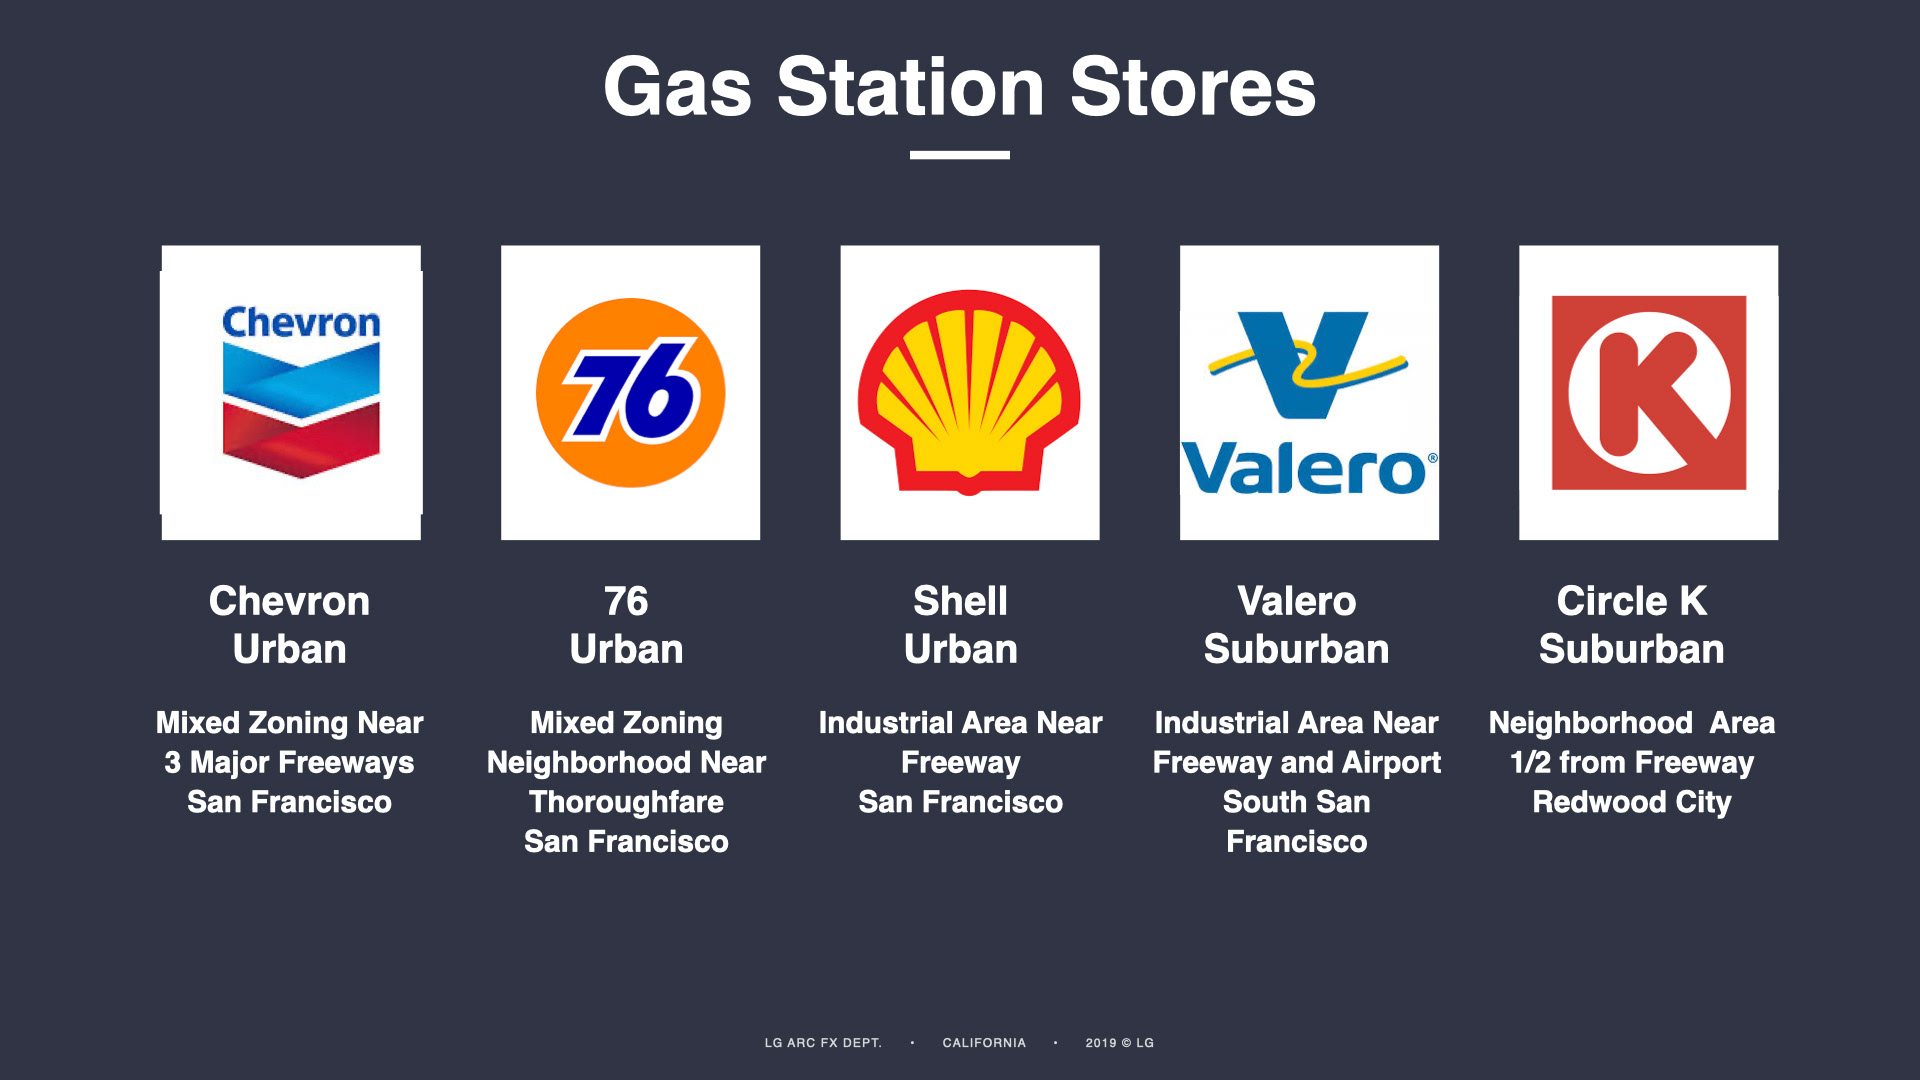 Gas Station Stores
Chevron
76
Valero®
K
Chevron
Urban
Mixed Zoning Near
3 Major Freeways
San Francisco
76
Urban
Mixed Zoning
Neighborhood Near
Thoroughfare
San Francisco
Shell
Urban
Industrial Area Near
Freeway
San Francisco
Valero
Suburban
Industrial Area Near
Freeway and Airport
South San
Francisco
Circle K
Suburban
Neighborhood  Area
1/2 from Freeway
Redwood City
LG ARC FX DEPT. • CALIFORNIA • 2019 © LG